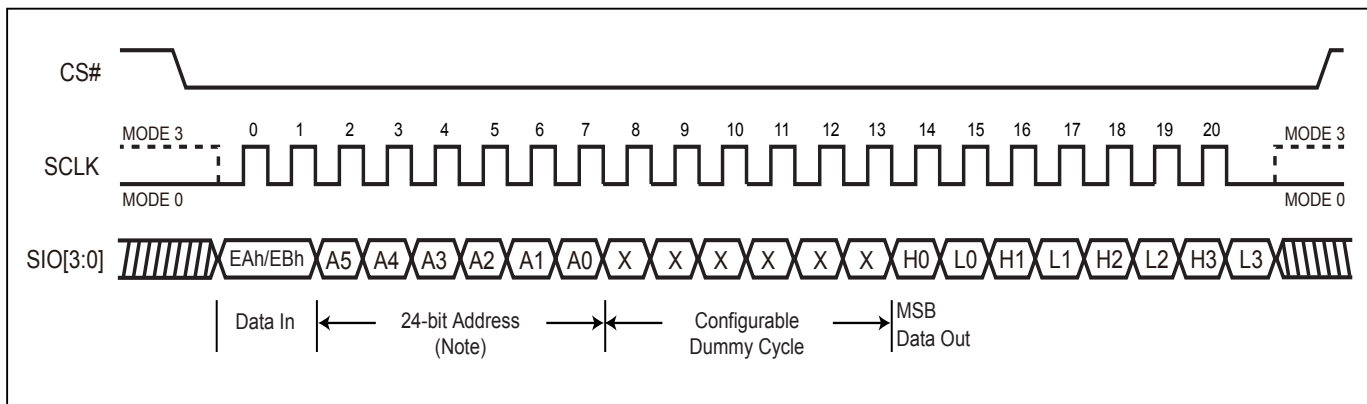 CS#
0 1 2 3 4 5 6 7 8 9 10 11 12 13 14 15 16 17 18 19 20
MODE 3 MODE 3
SCLK
MODE 0 MODE 0
SIO[3:0] EAh/EBh A5 A4 A3 A2 A1 A0 X X X X X X H0 L0 H1 L1 H2 L2 H3 L3
Data In 24-bit Address Configurable MSB
(Note) Dummy Cycle Data Out